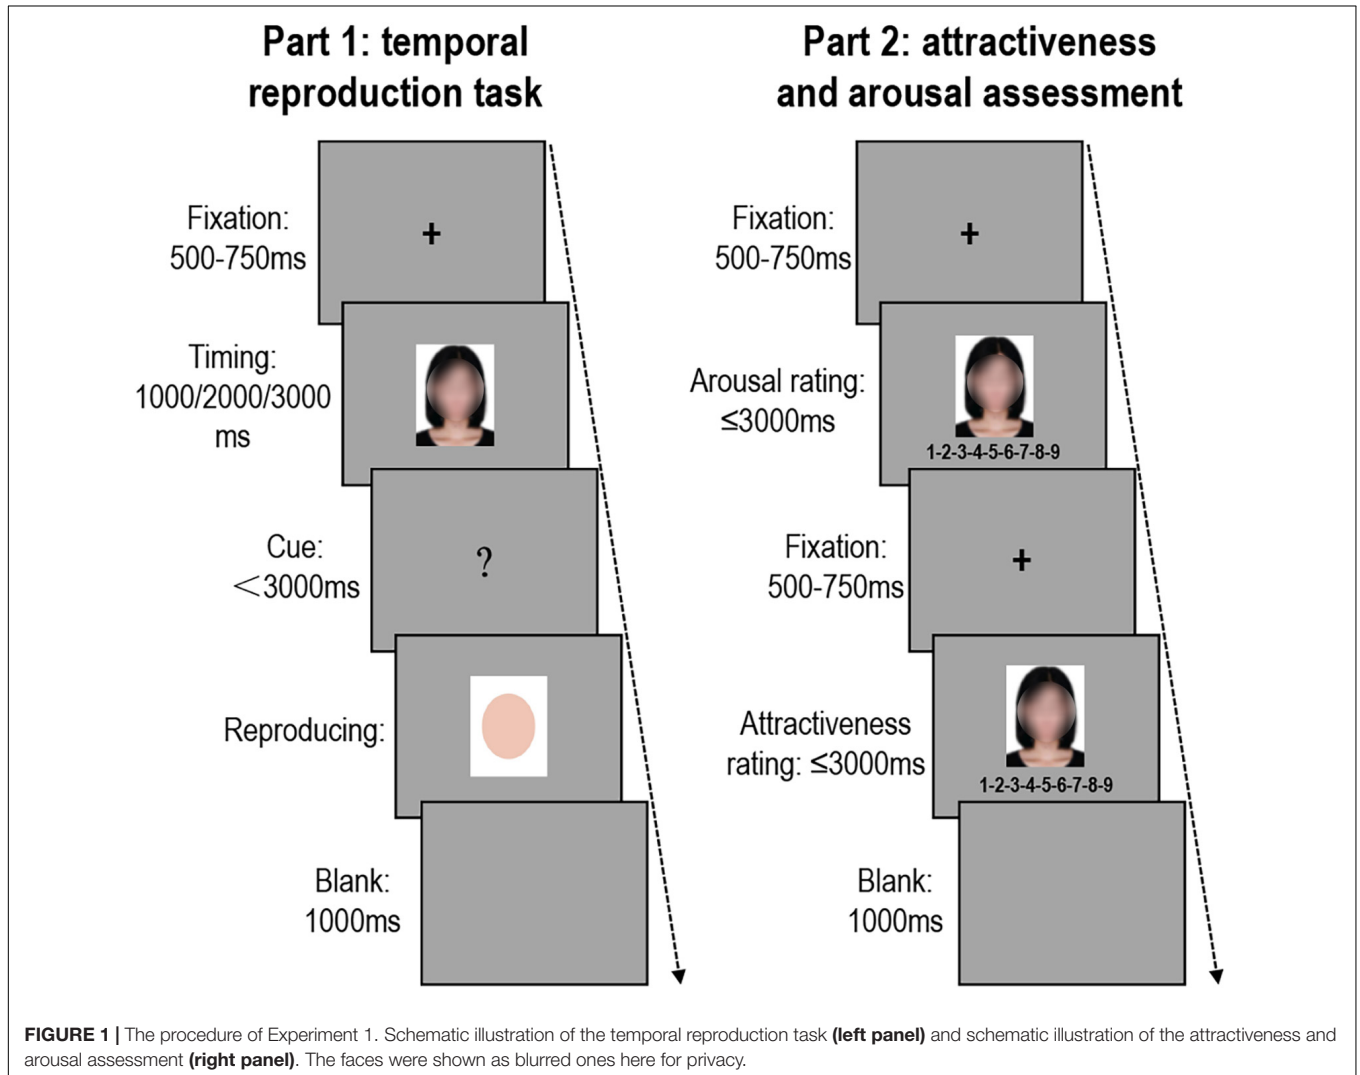 Part 1: temporal
reproduction task
Fixation:
500-750ms
+
Timing:
1000/2000/3000
ms
Cue:
<3000ms
?
Reproducing:
Blank:
1000ms
Part 2: attractiveness
and arousal assessment
Fixation:
500-750ms
+
Arousal rating:
≤3000ms
1-2-3-4-5-6-7-8-9
Fixation:
500-750ms
+
Attractiveness
rating: ≤3000ms
1-2-3-4-5-6-7-8-9
Blank:
1000ms
FIGURE 1 | The procedure of Experiment 1. Schematic illustration of the temporal reproduction task (left panel) and schematic illustration of the attractiveness and
arousal assessment (right panel). The faces were shown as blurred ones here for privacy.